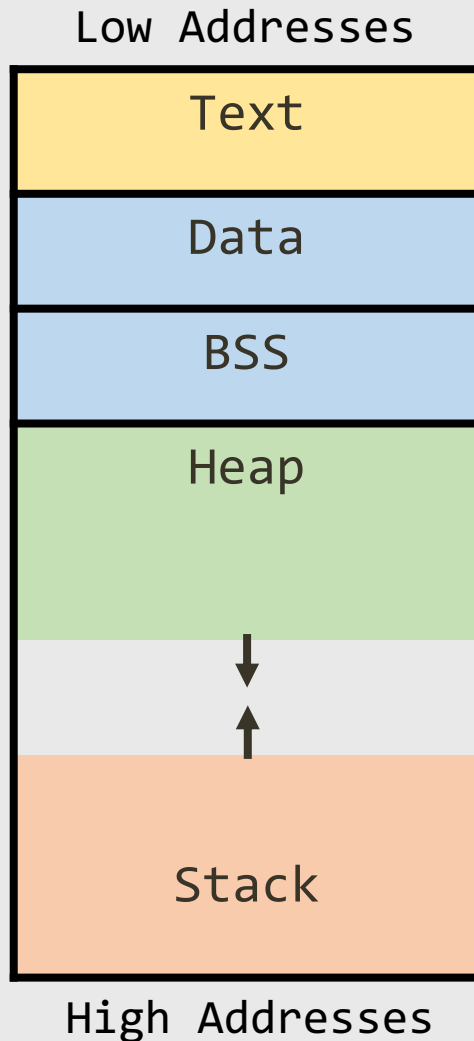 Low Addresses
Text
Data
BSS
Heap
Stack
High Addresses